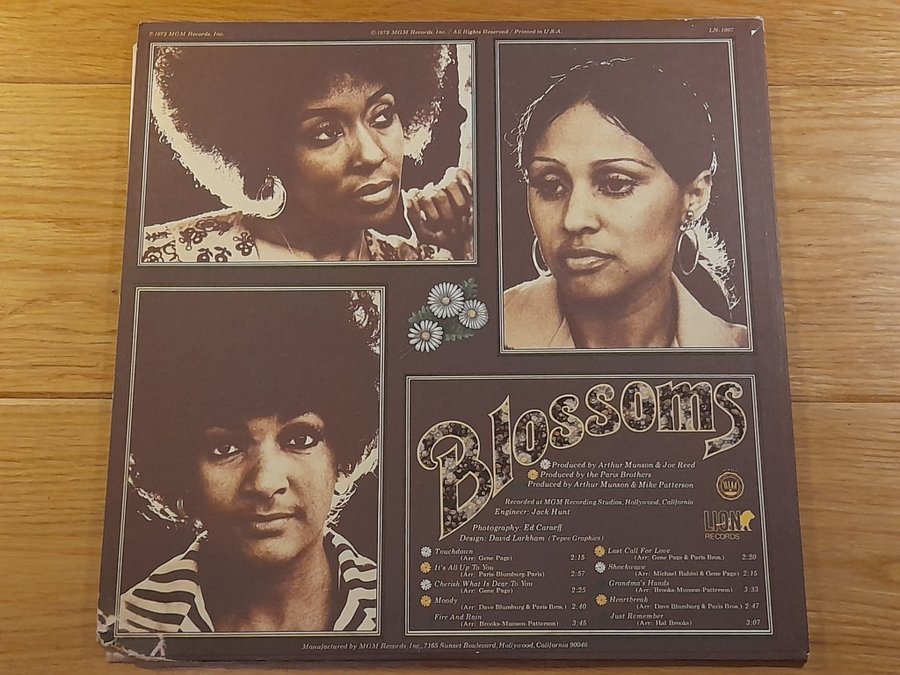 ℗ 1972 MGM Records, Inc.
© 1972 MGM Records, Inc. / All Rights Reserved / Printed in U.S.A.
LN-1007
Blossoms
Produced by Arthur Munson & Joe Reed
Produced by the Paris Brothers
Produced by Arthur Munson & Mike Patterson
Recorded at MGM Recording Studios, Hollywood, California
Engineer: Jack Hunt
Photography: Ed Caraeff
Design: David Larkham (Tepee Graphics)
LION
RECORDS
Touchdown
(Arr: Gene Page) 2:15
It's All Up To You
(Arr: Paris Blumburg-Paris) 2:57
Cherish What Is Dear To You
(Arr: Gene Page) 2:25
Moody
(Arr: Dave Blumburg & Paris Bros.) 2:40
Fire And Rain
(Arr: Brooks-Munson-Patterson) 3:45
Last Call For Love
(Arr: Gene Page & Paris Bros.) 2:20
Shockwave
(Arr: Michael Rubini & Gene Page) 2:16
Grandma's Hands
(Arr: Brooks-Munson-Patterson) 3:33
Heartbreak
(Arr: Dave Blumburg & Paris Bros.) 2:47
Just Remember
(Arr: Hal Brooks) 3:07
Manufactured by MGM Records, Inc., 7165 Sunset Boulevard, Hollywood, California 90046